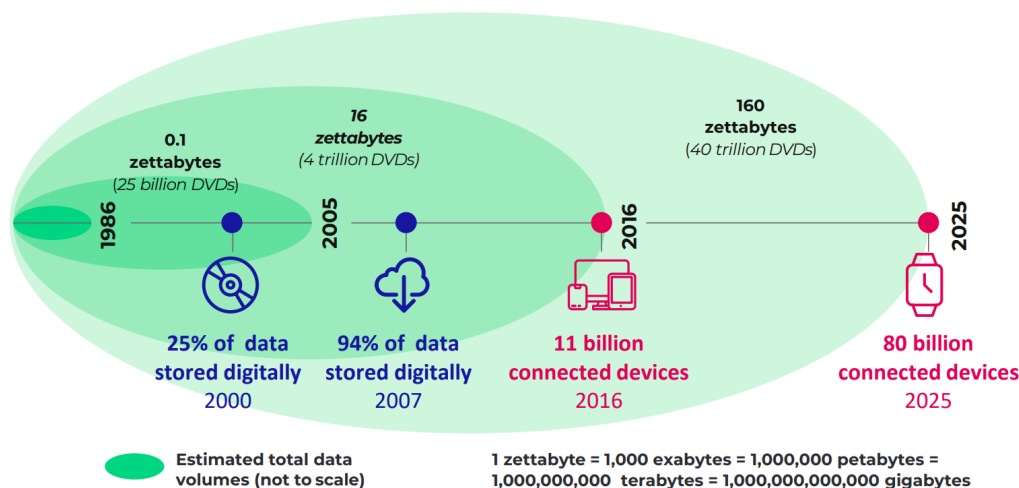 0.1
zettabytes
(25 billion DVDs)
16
zettabytes
(4 trillion DVDs)
160
zettabytes
(40 trillion DVDs)
1986
2005
2016
2025
25% of data
stored digitally
2000
94% of data
stored digitally
2007
11 billion
connected devices
2016
80 billion
connected devices
2025
Estimated total data
volumes (not to scale)
1 zettabyte = 1,000 exabytes = 1,000,000 petabytes =
1,000,000,000 terabytes = 1,000,000,000,000 gigabytes